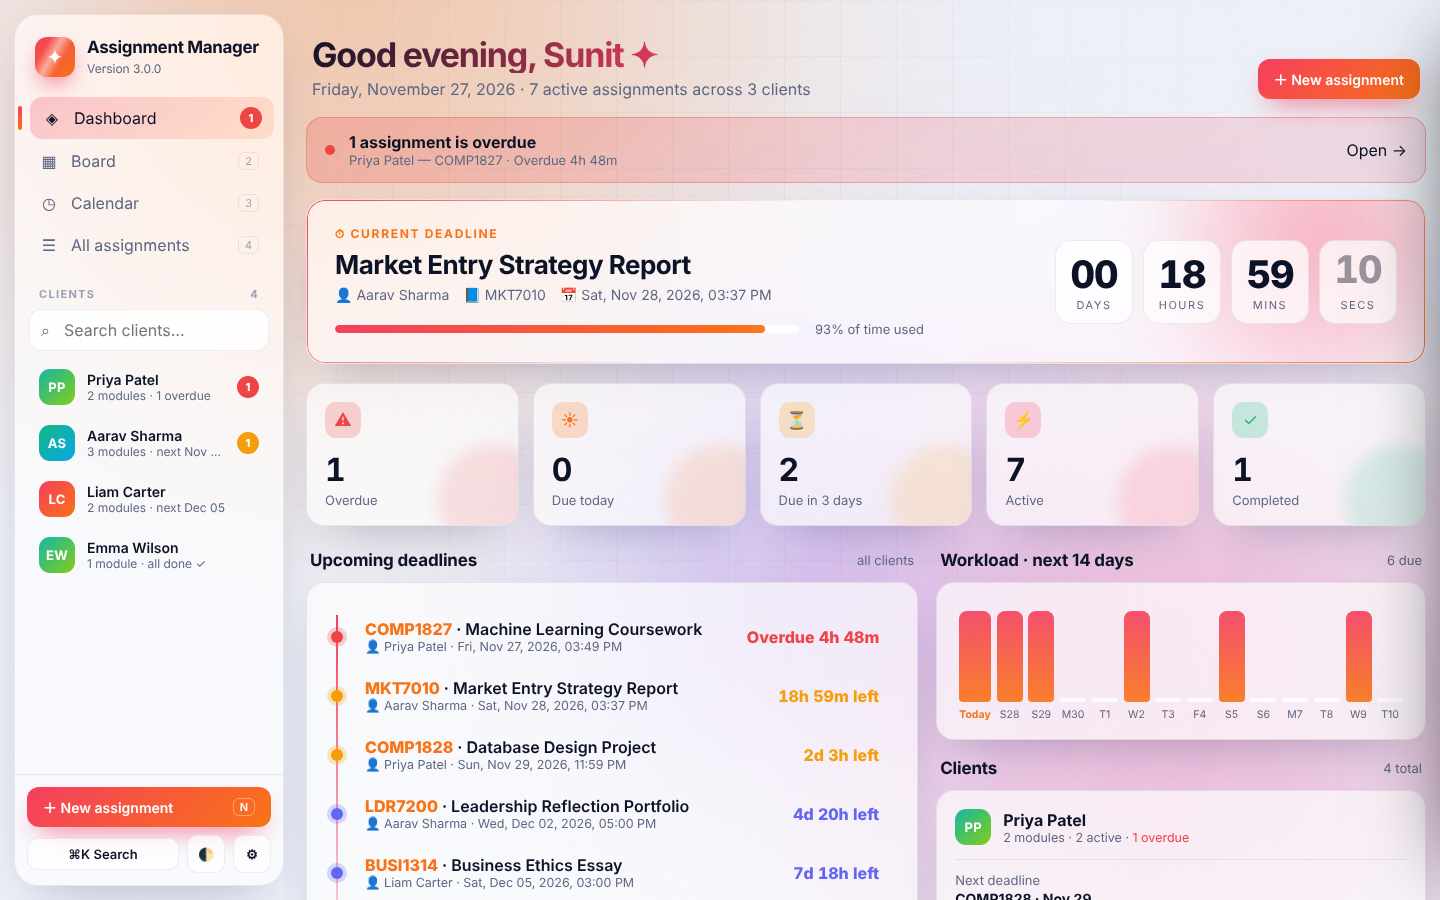 Assignment Manager
Version 3.0.0
Dashboard 1
Board 2
Calendar 3
All assignments 4
CLIENTS 4
Search clients...
PP Priya Patel
2 modules · 1 overdue 1
AS Aarav Sharma
3 modules · next Nov ... 1
LC Liam Carter
2 modules · next Dec 05
EW Emma Wilson
1 module · all done ✓
+ New assignment N
⌘K Search
Good evening, Sunit ✦
Friday, November 27, 2026 · 7 active assignments across 3 clients
+ New assignment
1 assignment is overdue
Priya Patel — COMP1827 · Overdue 4h 48m
Open →
⏱ CURRENT DEADLINE
Market Entry Strategy Report
👤 Aarav Sharma 📘 MKT7010 📅 Sat, Nov 28, 2026, 03:37 PM
93% of time used
00 18 59 10
DAYS HOURS MINS SECS
1
Overdue
0
Due today
2
Due in 3 days
7
Active
1
Completed
Upcoming deadlines all clients
COMP1827 · Machine Learning Coursework
👤 Priya Patel · Fri, Nov 27, 2026, 03:49 PM
Overdue 4h 48m
MKT7010 · Market Entry Strategy Report
👤 Aarav Sharma · Sat, Nov 28, 2026, 03:37 PM
18h 59m left
COMP1828 · Database Design Project
👤 Priya Patel · Sun, Nov 29, 2026, 11:59 PM
2d 3h left
LDR7200 · Leadership Reflection Portfolio
👤 Aarav Sharma · Wed, Dec 02, 2026, 05:00 PM
4d 20h left
BUSI1314 · Business Ethics Essay
👤 Liam Carter · Sat, Dec 05, 2026, 03:00 PM
7d 18h left
Workload · next 14 days 6 due
Today S28 S29 M30 T1 W2 T3 F4 S5 S6 M7 T8 W9 T10
Clients 4 total
PP Priya Patel
2 modules · 2 active · 1 overdue
Next deadline
COMP1828 · Nov 29